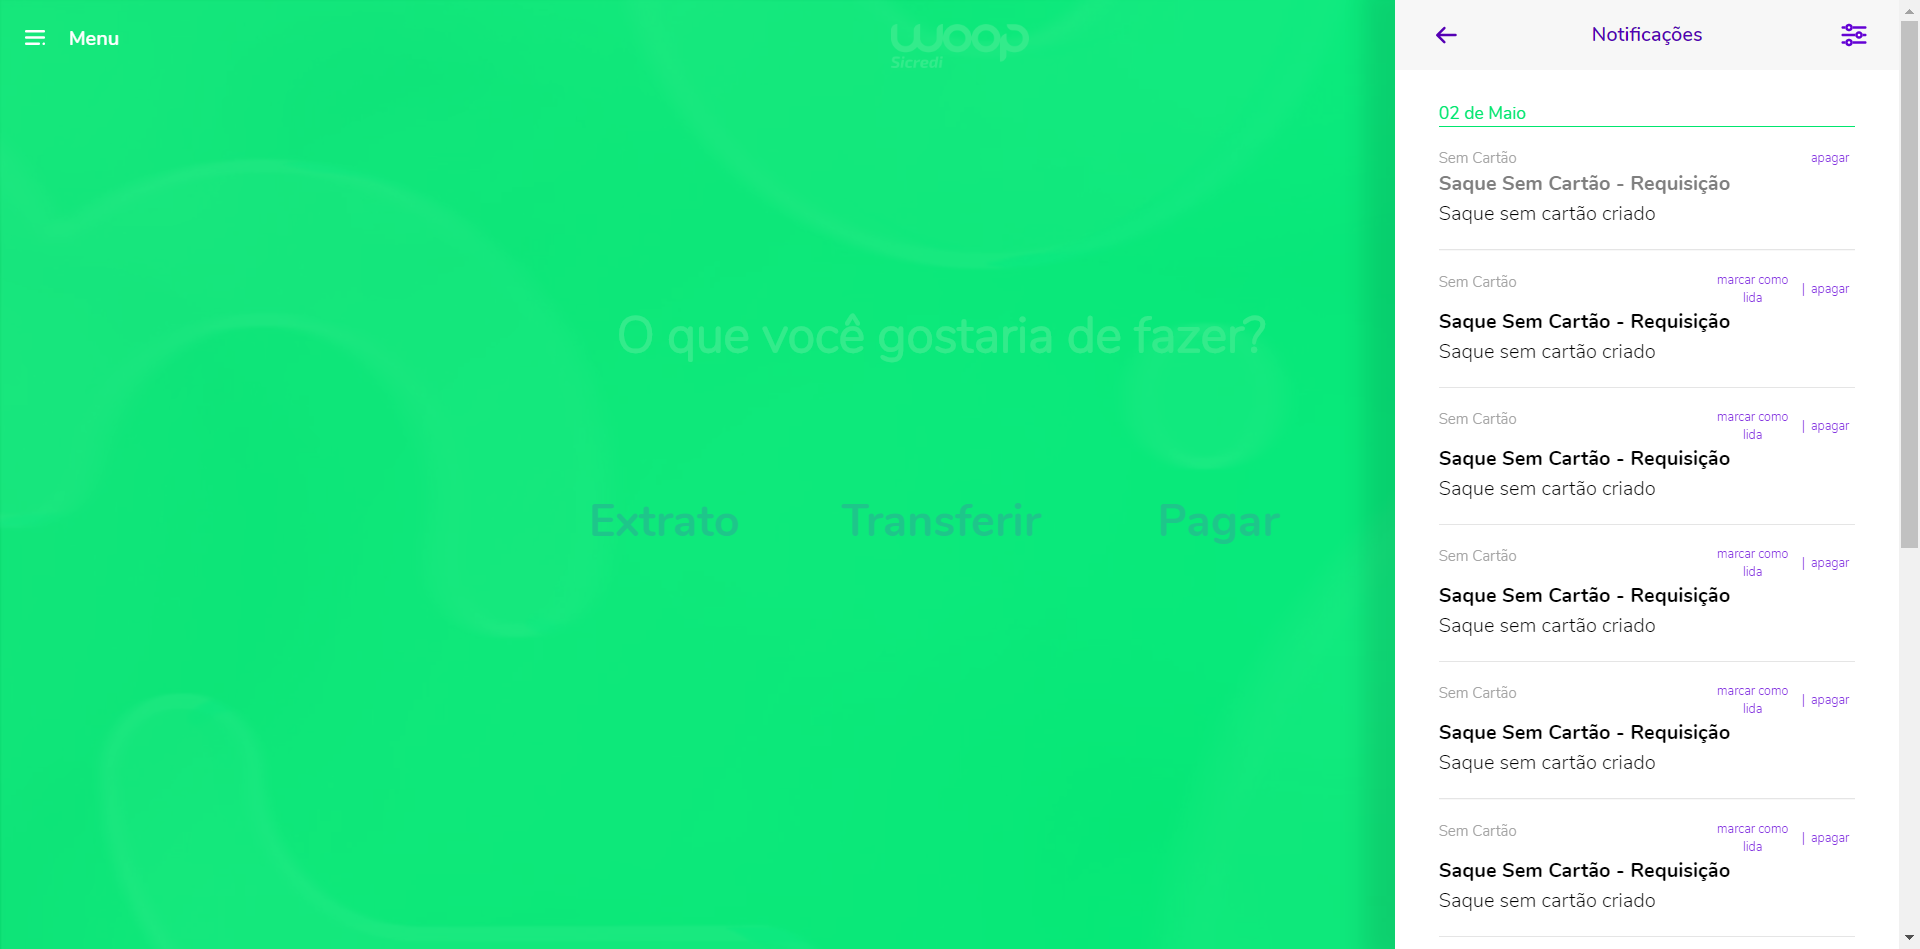 Menu
woop
Sicredi
O que você gostaria de fazer?
Extrato
Transferir
Pagar
Notificações
02 de Maio
Sem Cartão
apagar
Saque Sem Cartão - Requisição
Saque sem cartão criado
Sem Cartão
marcar como
lida
| apagar
Saque Sem Cartão - Requisição
Saque sem cartão criado
Sem Cartão
marcar como
lida
| apagar
Saque Sem Cartão - Requisição
Saque sem cartão criado
Sem Cartão
marcar como
lida
| apagar
Saque Sem Cartão - Requisição
Saque sem cartão criado
Sem Cartão
marcar como
lida
| apagar
Saque Sem Cartão - Requisição
Saque sem cartão criado
Sem Cartão
marcar como
lida
| apagar
Saque Sem Cartão - Requisição
Saque sem cartão criado